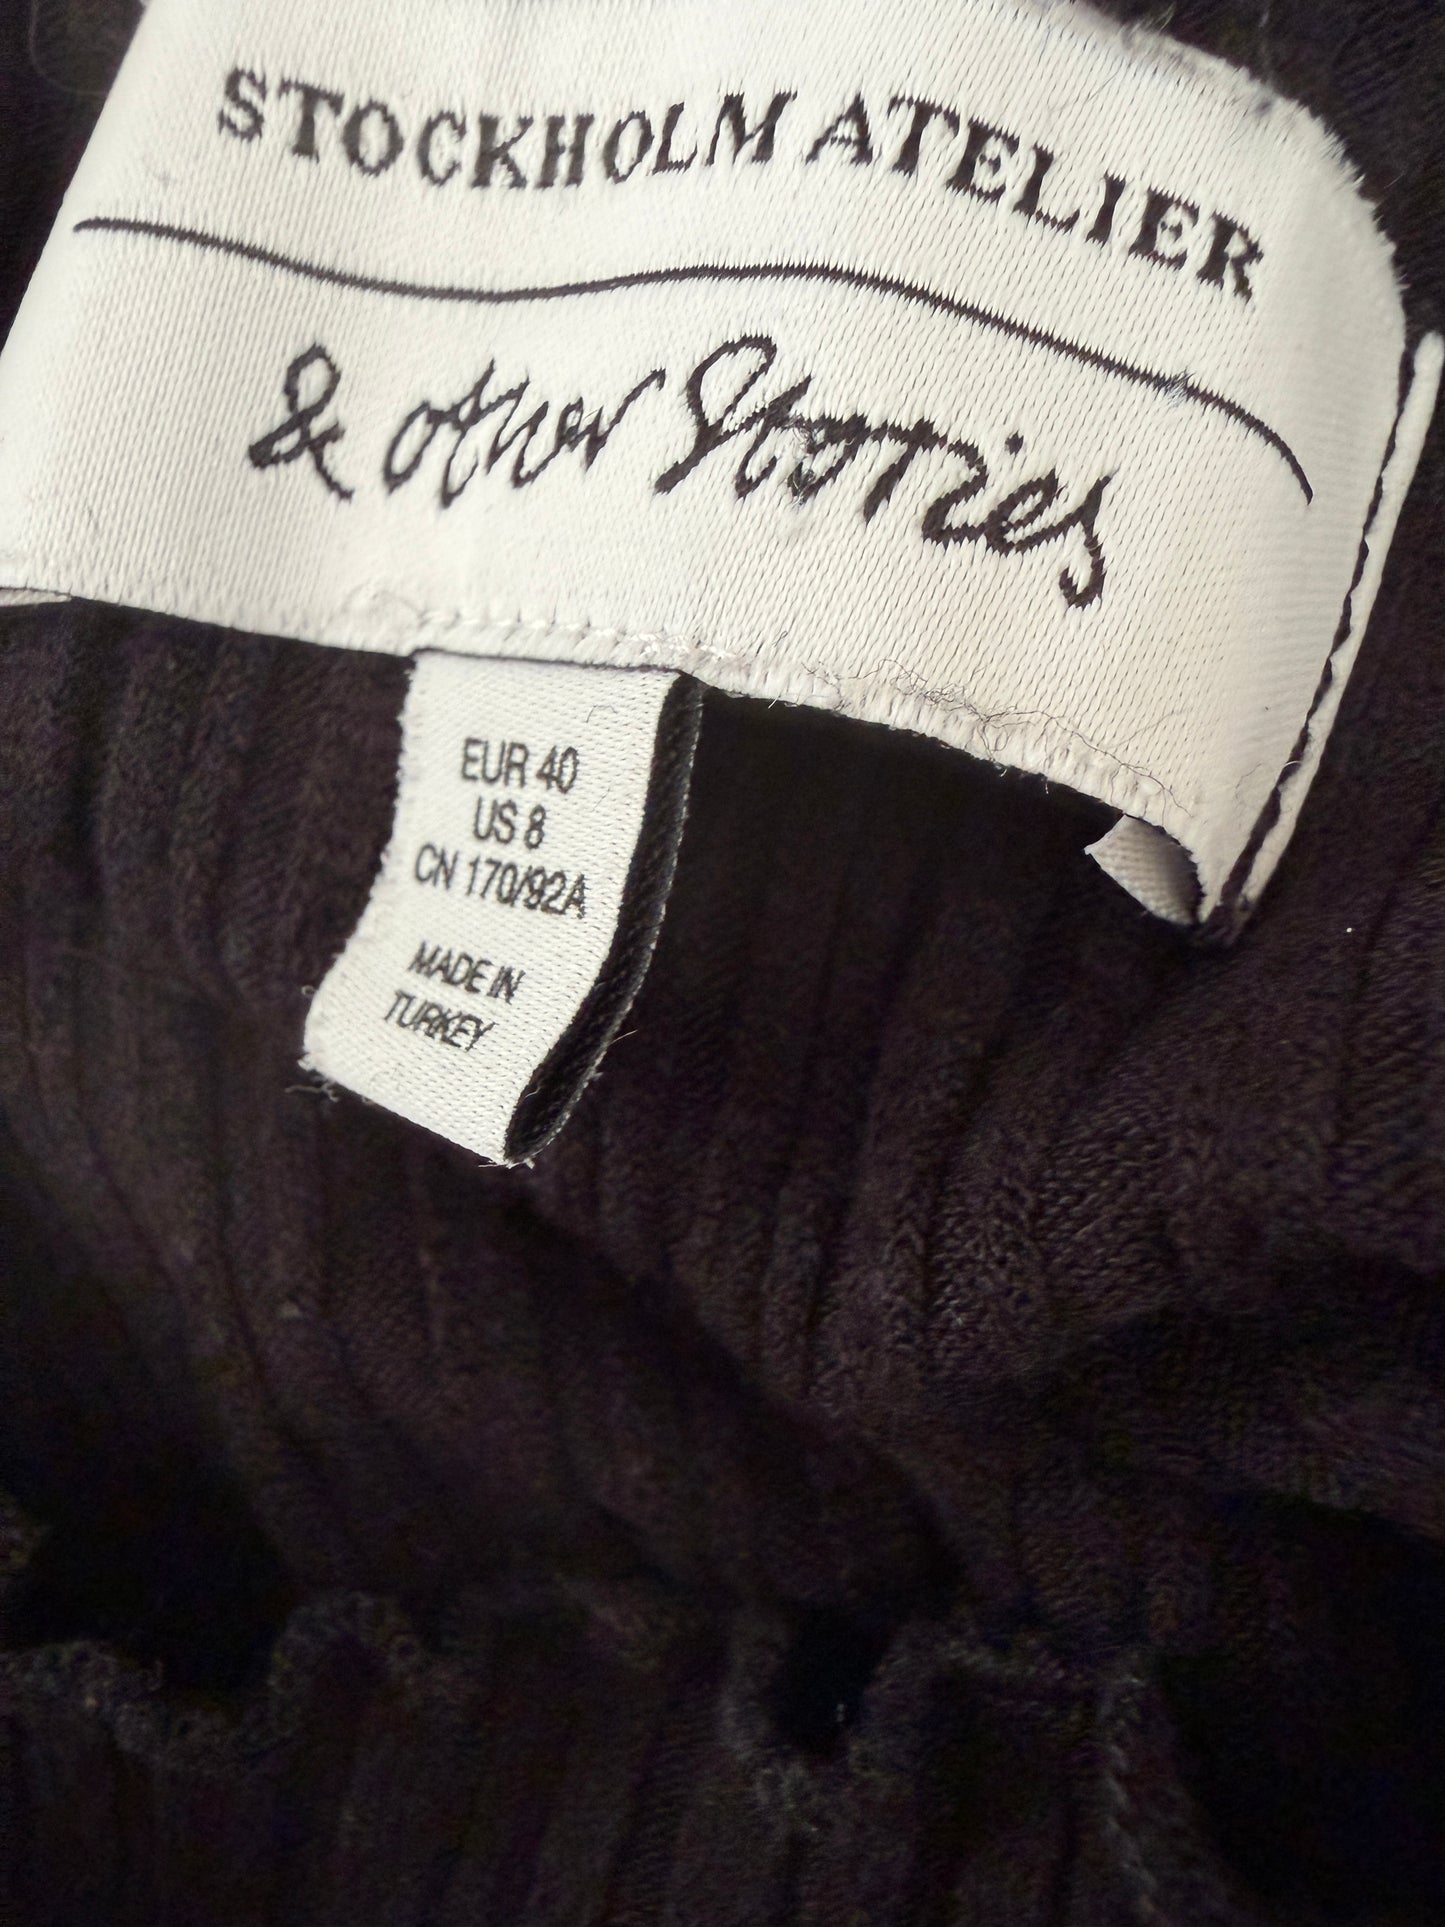 STOCKHOLM ATELIER
& other Stories
EUR 40
US 8
CN 170/92A
MADE IN
TURKEY